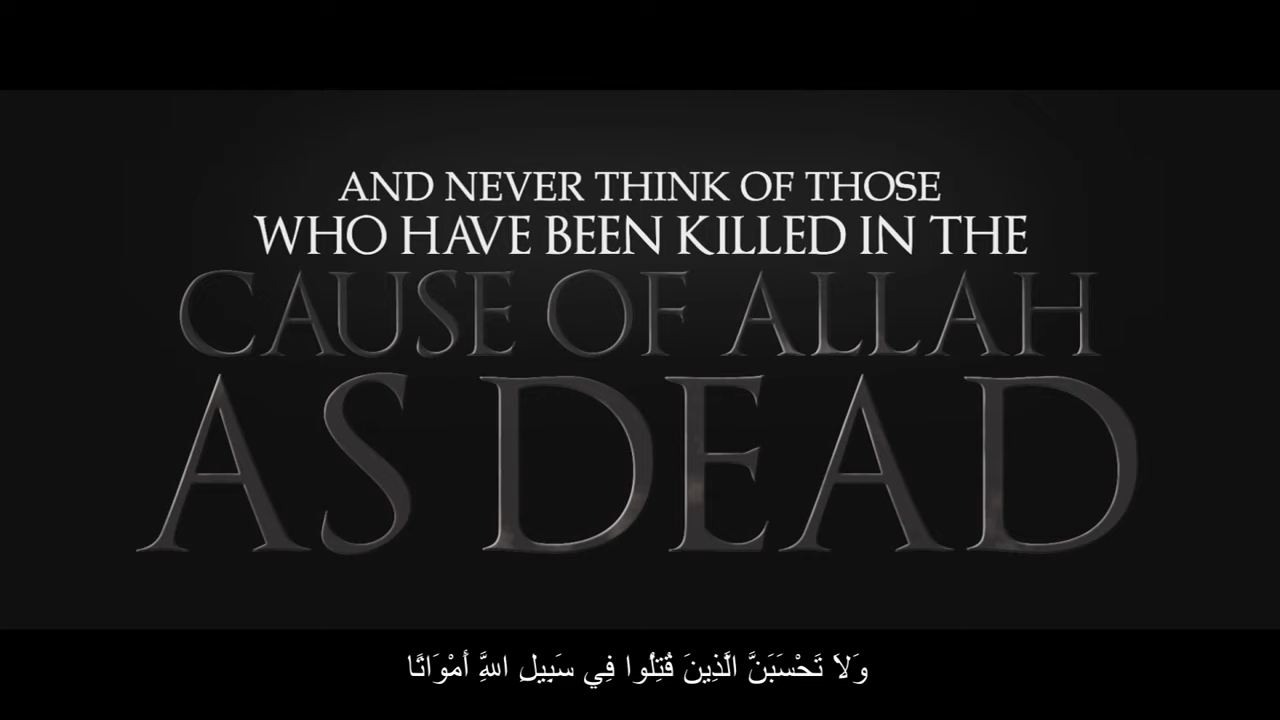 AND NEVER THINK OF THOSE
WHO HAVE BEEN KILLED IN THE
CAUSE OF ALLAH
AS DEAD
وَلاَ تَحْسَبَنَّ الَّذِينَ قُتِلُوا فِي سَبِيلِ اللهِّ أَمْوَاتًا